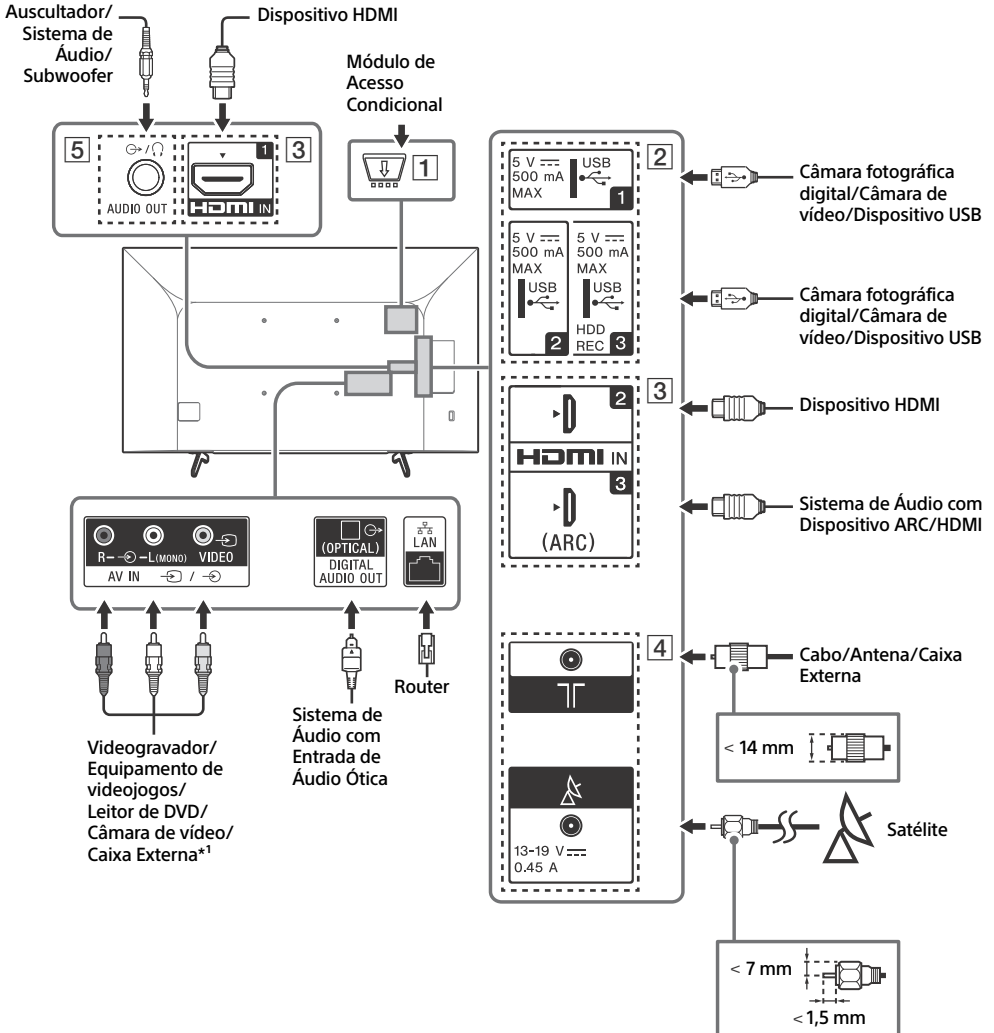 Auscultador/
Sistema de
Áudio/
Subwoofer
Dispositivo HDMI
Módulo de
Acesso
Condicional
5
AUDIO OUT
1
3
HDMI IN
1
2
5 V
500 mA
MAX
USB
1
Câmara fotográfica
digital/Câmara de
vídeo/Dispositivo USB
5 V
500 mA
MAX
USB
2
5 V
500 mA
MAX
USB
HDD
REC 3
Câmara fotográfica
digital/Câmara de
vídeo/Dispositivo USB
3
2
HDMI IN
3
(ARC)
Dispositivo HDMI
Sistema de Áudio com
Dispositivo ARC/HDMI
R- -L(MONO) VIDEO
AV IN /
(OPTICAL)
DIGITAL
AUDIO OUT
LAN
Videogravador/
Equipamento de
videojogos/
Leitor de DVD/
Câmara de vídeo/
Caixa Externa*1
Sistema de
Áudio com
Entrada de
Áudio Ótica
Router
4
Cabo/Antena/Caixa
Externa
< 14 mm
13-19 V
0.45 A
Satélite
< 7 mm
< 1,5 mm